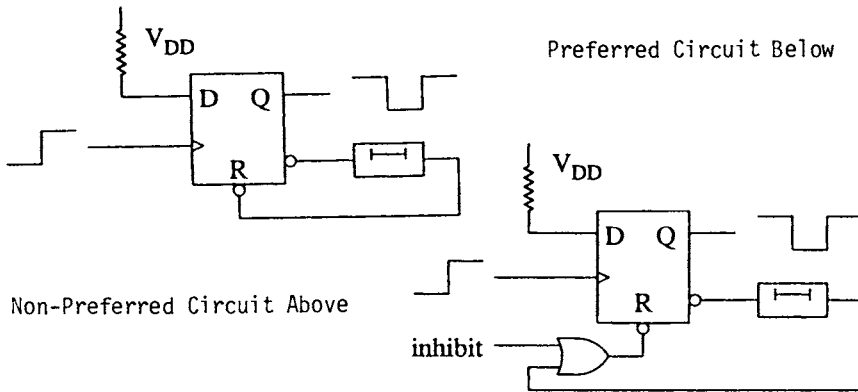 V_DD
Preferred Circuit Below
D Q
R
V_DD
D Q
Non-Preferred Circuit Above
R
inhibit